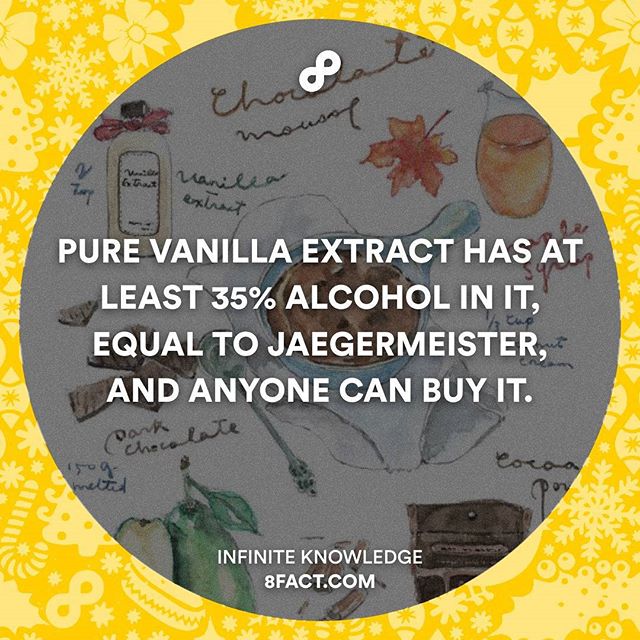 Chocolate
mousse
2
tsp
Vanilla
Extract
Vanilla
extract
PURE VANILLA EXTRACT HAS AT
LEAST 35% ALCOHOL IN IT,
EQUAL TO JAEGERMEISTER,
AND ANYONE CAN BUY IT.
Syrup
1/3 cup
cream
Dark
chocolate
150g
melted
Cocoa
INFINITE KNOWLEDGE
8FACT.COM